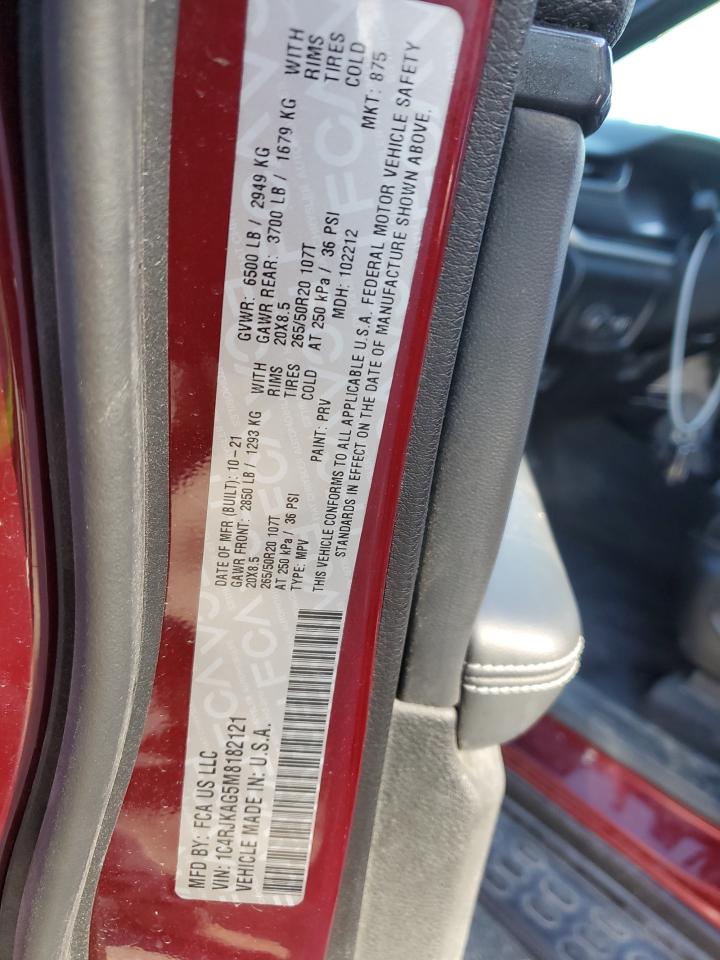 MFD BY: FCA US LLC
VIN: 1C4RJKAG5M8182121
VEHICLE MADE IN: U.S.A.
DATE OF MFR (BUILT): 10-21
GVWR: 6500 LB / 2949 KG
GAWR FRONT: 2850 LB / 1293 KG WITH
GAWR REAR: 3700 LB / 1679 KG WITH
20X8.5 RIMS
20X8.5 RIMS
265/50R20 107T TIRES
265/50R20 107T TIRES
AT 250 kPa / 36 PSI COLD
AT 250 kPa / 36 PSI COLD
TYPE: MPV PAINT: PRV MDH: 102212 MKT: 875
THIS VEHICLE CONFORMS TO ALL APPLICABLE U.S.A. FEDERAL MOTOR VEHICLE SAFETY
STANDARDS IN EFFECT ON THE DATE OF MANUFACTURE SHOWN ABOVE.